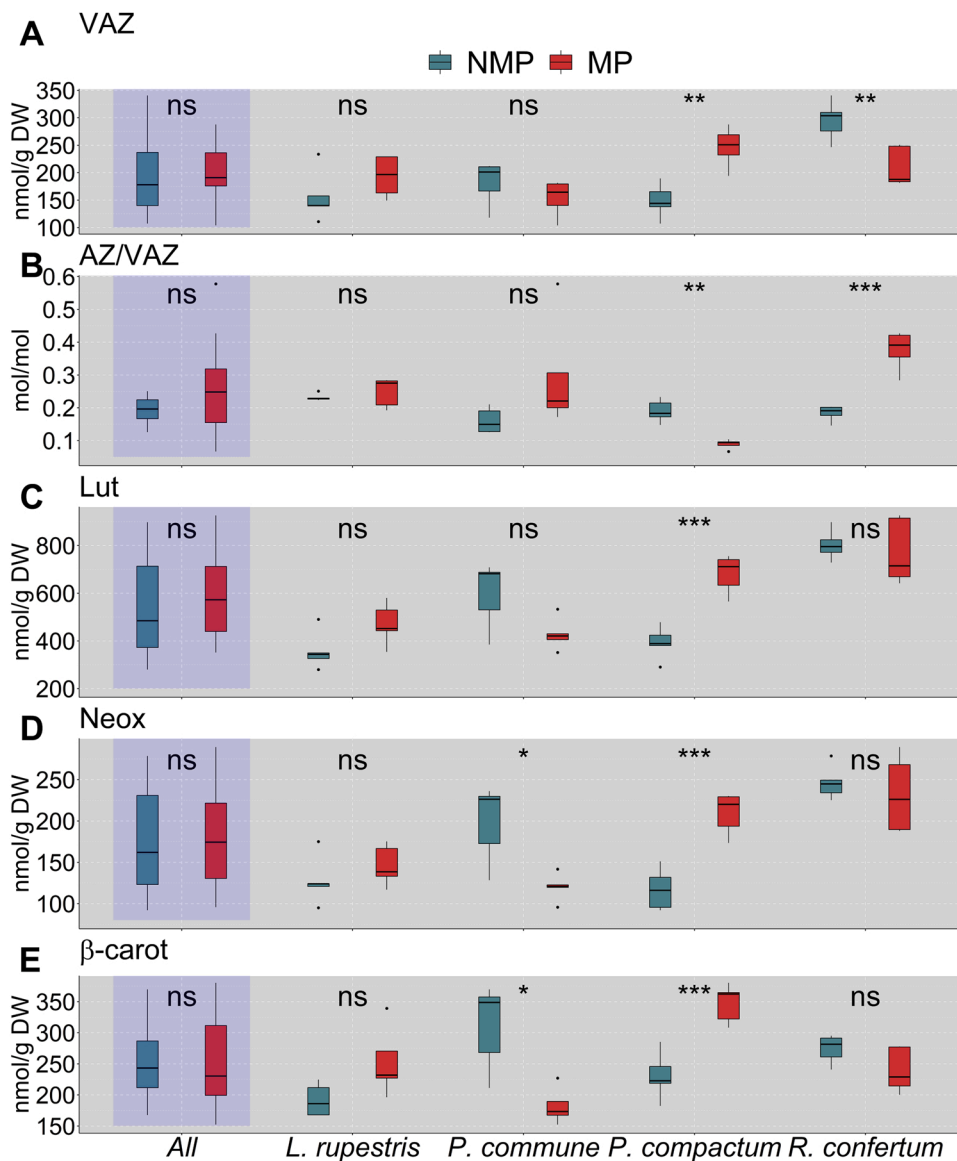 A VAZ
NMP MP
nmol/g DW
350
300
250
200
150
100
ns ns ns ** **
B AZ/VAZ
mol/mol
0.6
0.5
0.4
0.3
0.2
0.1
ns ns ns ** ***
C Lut
nmol/g DW
800
600
400
200
ns ns ns *** ns
D Neox
nmol/g DW
250
200
150
100
ns ns * *** ns
E β-carot
nmol/g DW
350
300
250
200
150
ns ns * *** ns
All L. rupestris P. commune P. compactum R. confertum